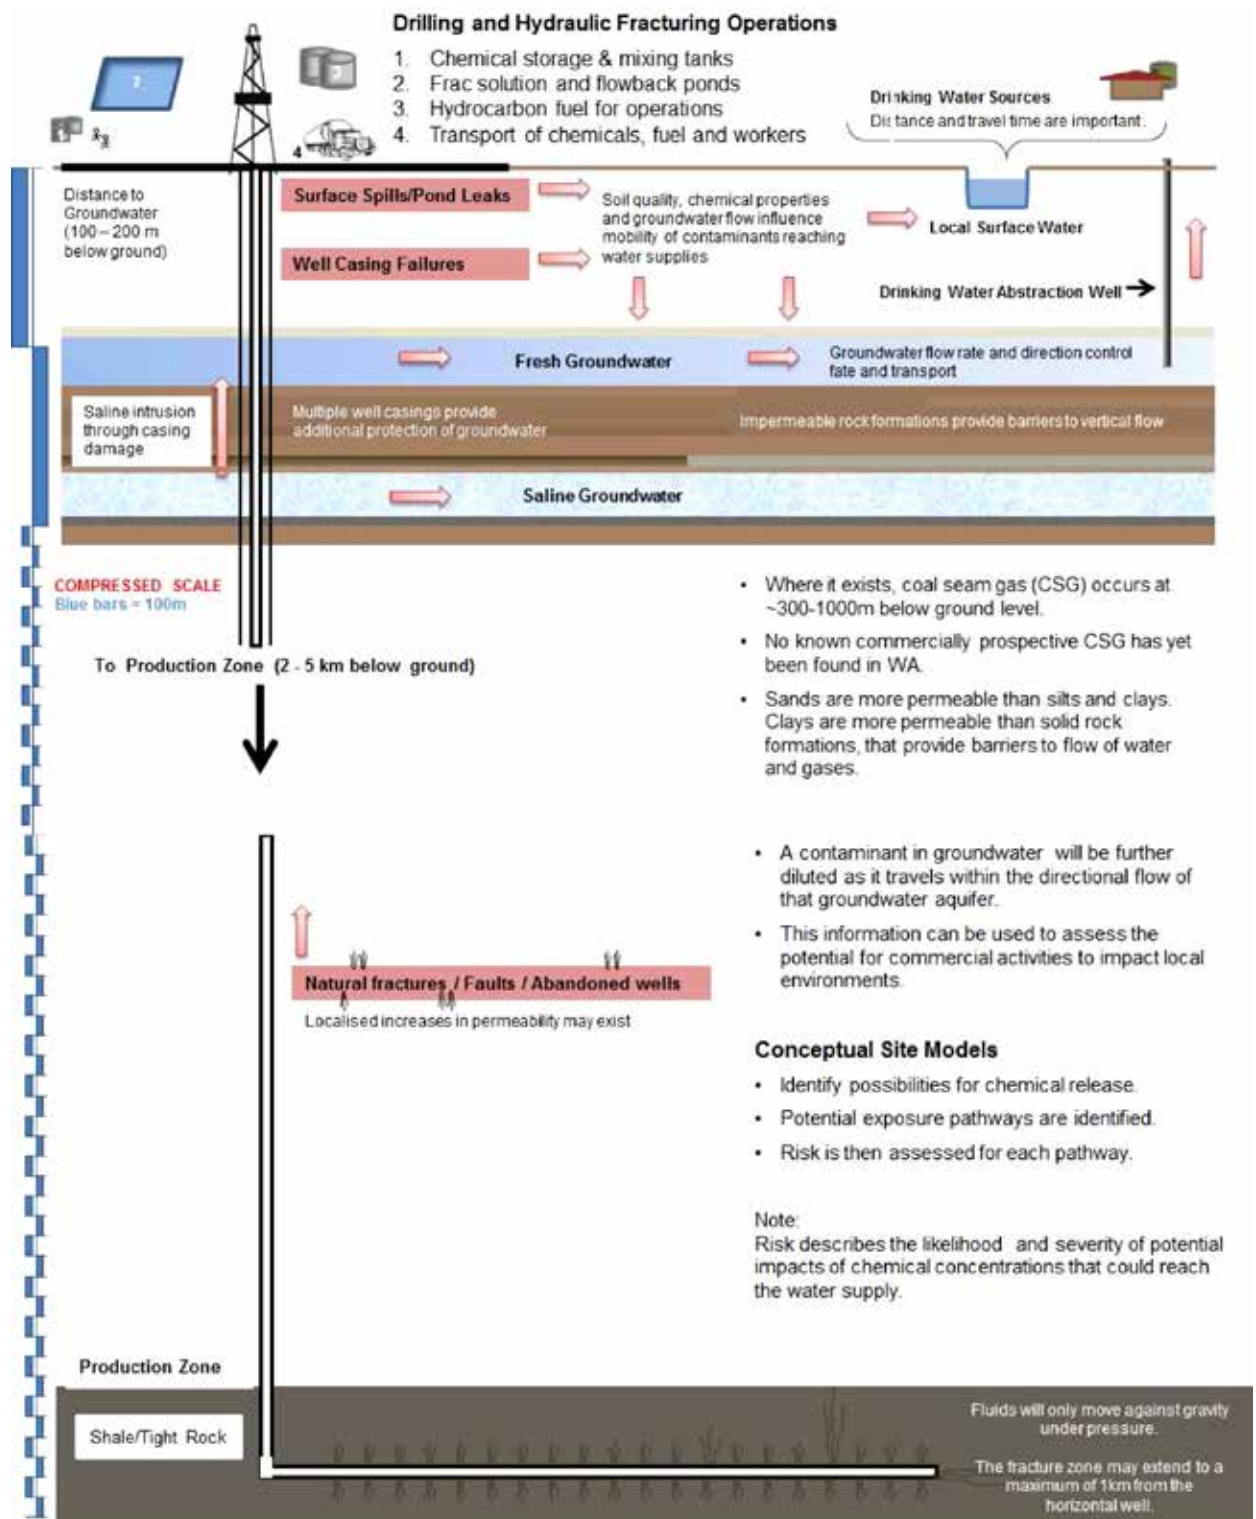 Drilling and Hydraulic Fracturing Operations
1. Chemical storage & mixing tanks
2. Frac solution and flowback ponds
3. Hydrocarbon fuel for operations
4. Transport of chemicals, fuel and workers
2.
4
Drinking Water Sources
Distance and travel time are important.
Distance to
Groundwater
(100 – 200 m
below ground)
Surface Spills/Pond Leaks
Well Casing Failures
Soil quality, chemical properties
and groundwater flow influence
mobility of contaminants reaching
water supplies
Local Surface Water
Drinking Water Abstraction Well
Fresh Groundwater
Groundwater flow rate and direction control
fate and transport
Saline intrusion
through casing
damage
Multiple well casings provide
additional protection of groundwater
Impermeable rock formations provide barriers to vertical flow
Saline Groundwater
COMPRESSED SCALE
Blue bars = 100m
To Production Zone (2 - 5 km below ground)
• Where it exists, coal seam gas (CSG) occurs at
~300-1000m below ground level.
• No known commercially prospective CSG has yet
been found in WA.
• Sands are more permeable than silts and clays.
Clays are more permeable than solid rock
formations, that provide barriers to flow of water
and gases.
• A contaminant in groundwater will be further
diluted as it travels within the directional flow of
that groundwater aquifer.
• This information can be used to assess the
potential for commercial activities to impact local
environments.
Natural fractures / Faults / Abandoned wells
Localised increases in permeability may exist
Conceptual Site Models
• Identify possibilities for chemical release.
• Potential exposure pathways are identified.
• Risk is then assessed for each pathway.
Note:
Risk describes the likelihood and severity of potential
impacts of chemical concentrations that could reach
the water supply.
Production Zone
Shale/Tight Rock
Fluids will only move against gravity
under pressure.
The fracture zone may extend to a
maximum of 1km from the
horizontal well.